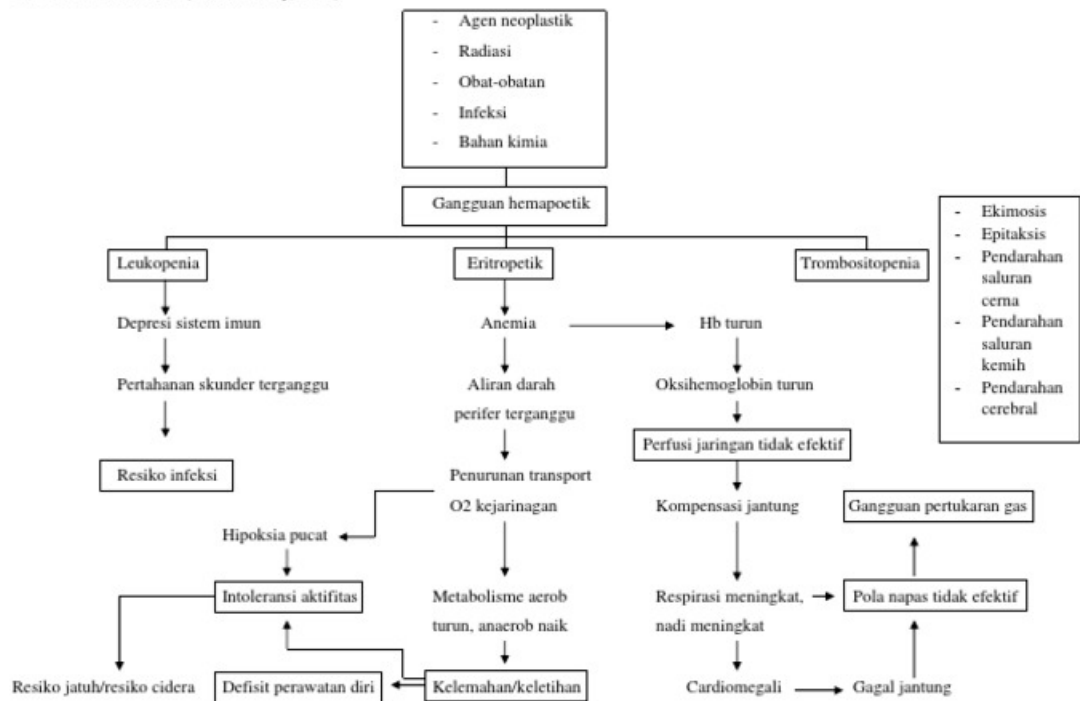 - Agen neoplastik
- Radiasi
- Obat-obatan
- Infeksi
- Bahan kimia
Gangguan hemapoetik
- Ekimosis
- Epitaksis
- Pendarahan
saluran
cerna
- Pendarahan
saluran
kemih
- Pendarahan
cerebral
Leukopenia
Eritropetik
Trombositopenia
Depresi sistem imun
Anemia
Hb turun
Pertahanan skunder terganggu
Aliran darah
perifer terganggu
Oksihemoglobin turun
Resiko infeksi
Penurunan transport
O2 kejarinagan
Perfusi jaringan tidak efektif
Kompensasi jantung
Gangguan pertukaran gas
Hipoksia pucat
Intoleransi aktifitas
Metabolisme aerob
turun, anaerob naik
Respirasi meningkat,
nadi meningkat
Pola napas tidak efektif
Resiko jatuh/resiko cidera
Defisit perawatan diri
Kelemahan/keletihan
Cardiomegali
Gagal jantung